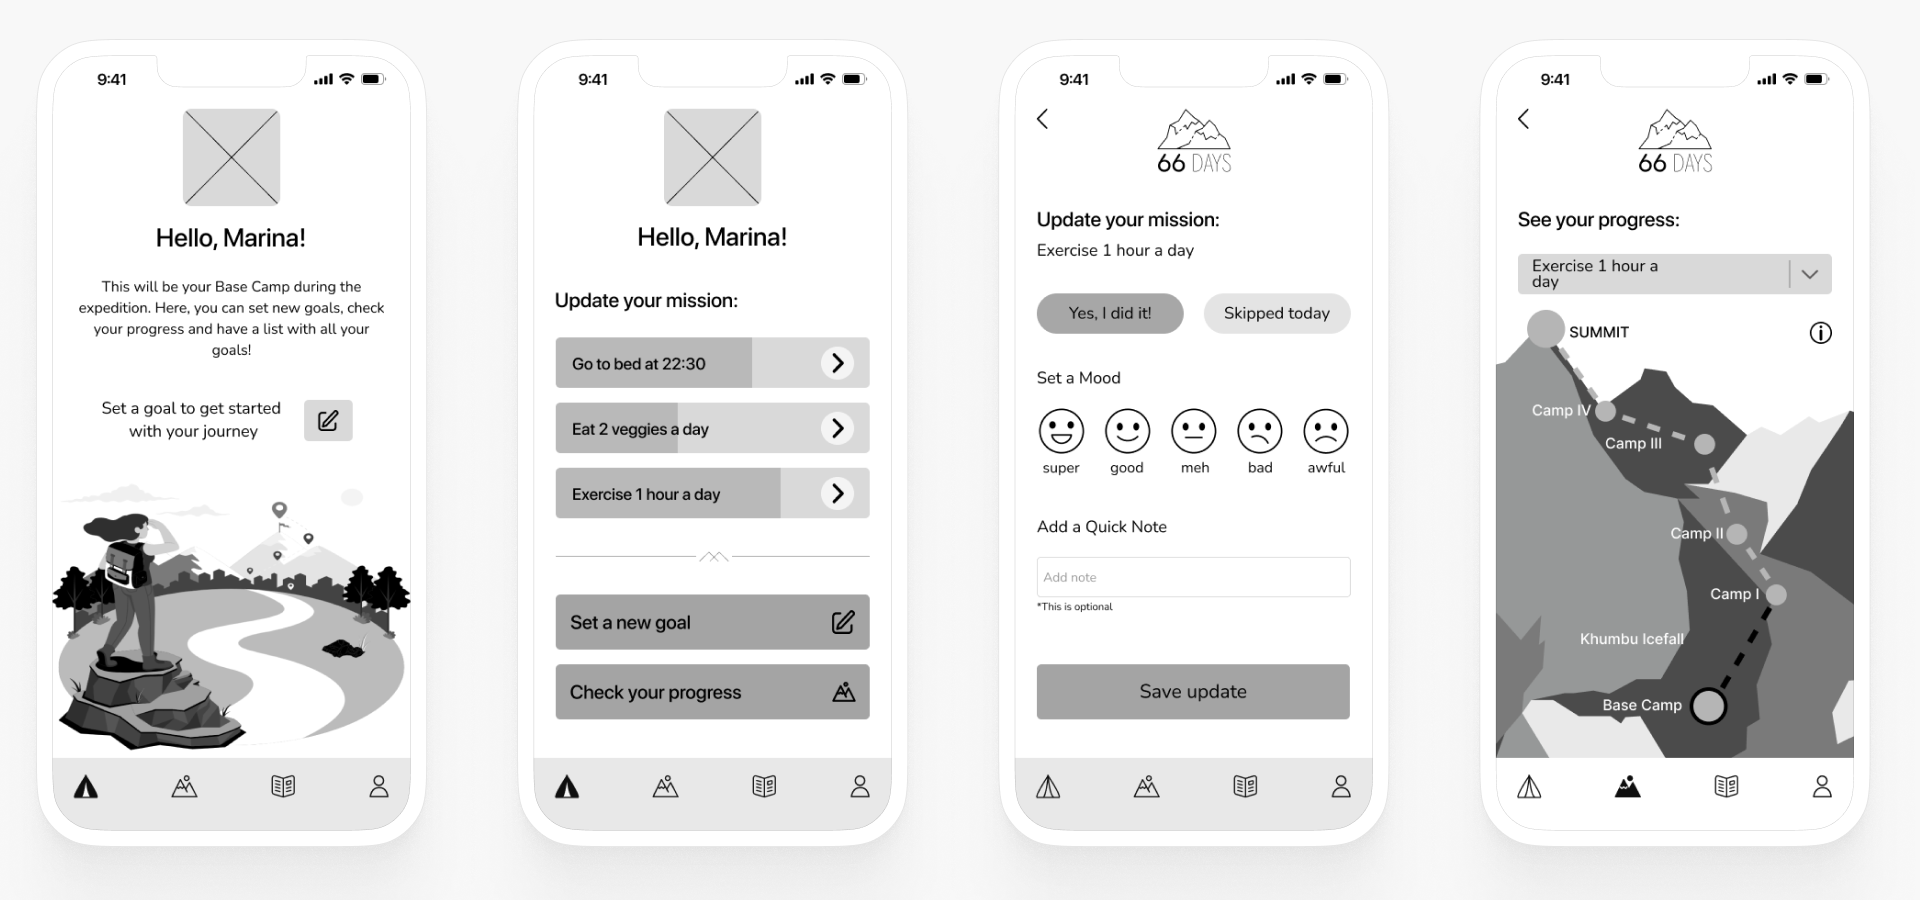 9:41
Hello, Marina!
This will be your Base Camp during the
expedition. Here, you can set new goals, check
your progress and have a list with all your
goals!
Set a goal to get started
with your journey
9:41
Hello, Marina!
Update your mission:
Go to bed at 22:30
Eat 2 veggies a day
Exercise 1 hour a day
Set a new goal
Check your progress
9:41
66 DAYS
Update your mission:
Exercise 1 hour a day
Yes, I did it!
Skipped today
Set a Mood
super good meh bad awful
Add a Quick Note
Add note
*This is optional
Save update
9:41
66 DAYS
See your progress:
Exercise 1 hour a
day
SUMMIT
Camp IV
Camp III
Camp II
Camp I
Khumbu Icefall
Base Camp